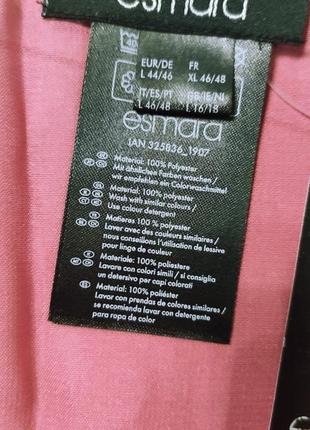 esmara
EUR/DE FR
L 44/46 XL 46/48
IT/ES/PT GB/IE/NI
L 46/48 L 16/18
esmara
IAN 325836_1907
Material: 100% Polyester
Mit ähnlichen Farben waschen /
wir empfehlen ein Colorwaschmittel
Material: 100% Polyester
Wash with similar colours /
Use colour detergent
Matières 100% polyester
Laver avec des couleurs similaires /
nous conseillons l'utilisation de lessive
pour linge de couleur
Materiale: 100% poliestere
Lavare con colori simili / si consiglia
un detersivo per capi colorati
Material: 100% poliéster
Lavar con prendas de colores similares /
se recomienda lavar con detergente
para ropa de color